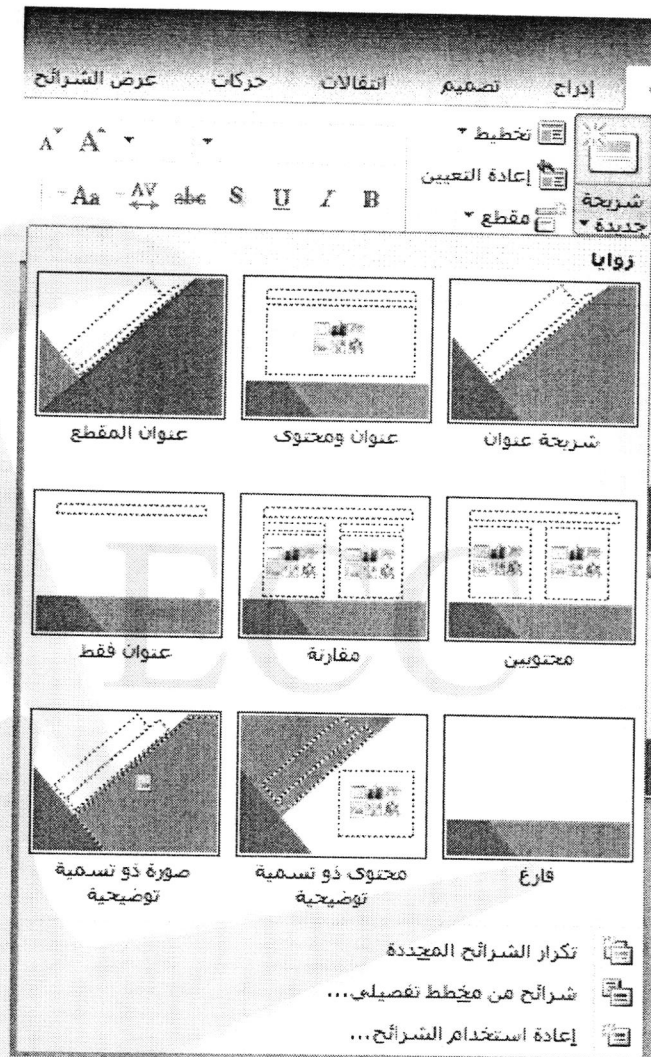 إدراج تصميم انتقالات حركات عرض الشرائح
شريحة
جديدة
تخطيط
إعادة التعيين
مقطع
A A
B I U S abc AV Aa
زوايا
شريحة عنوان
عنوان ومحتوى
عنوان المقطع
محتويين
مقارنة
عنوان فقط
فارغ
محتوى ذو تسمية
توضيحية
صورة ذو تسمية
توضيحية
تكرار الشرائح المحددة
شرائح من مخطط تفصيلي...
إعادة استخدام الشرائح...
ECC